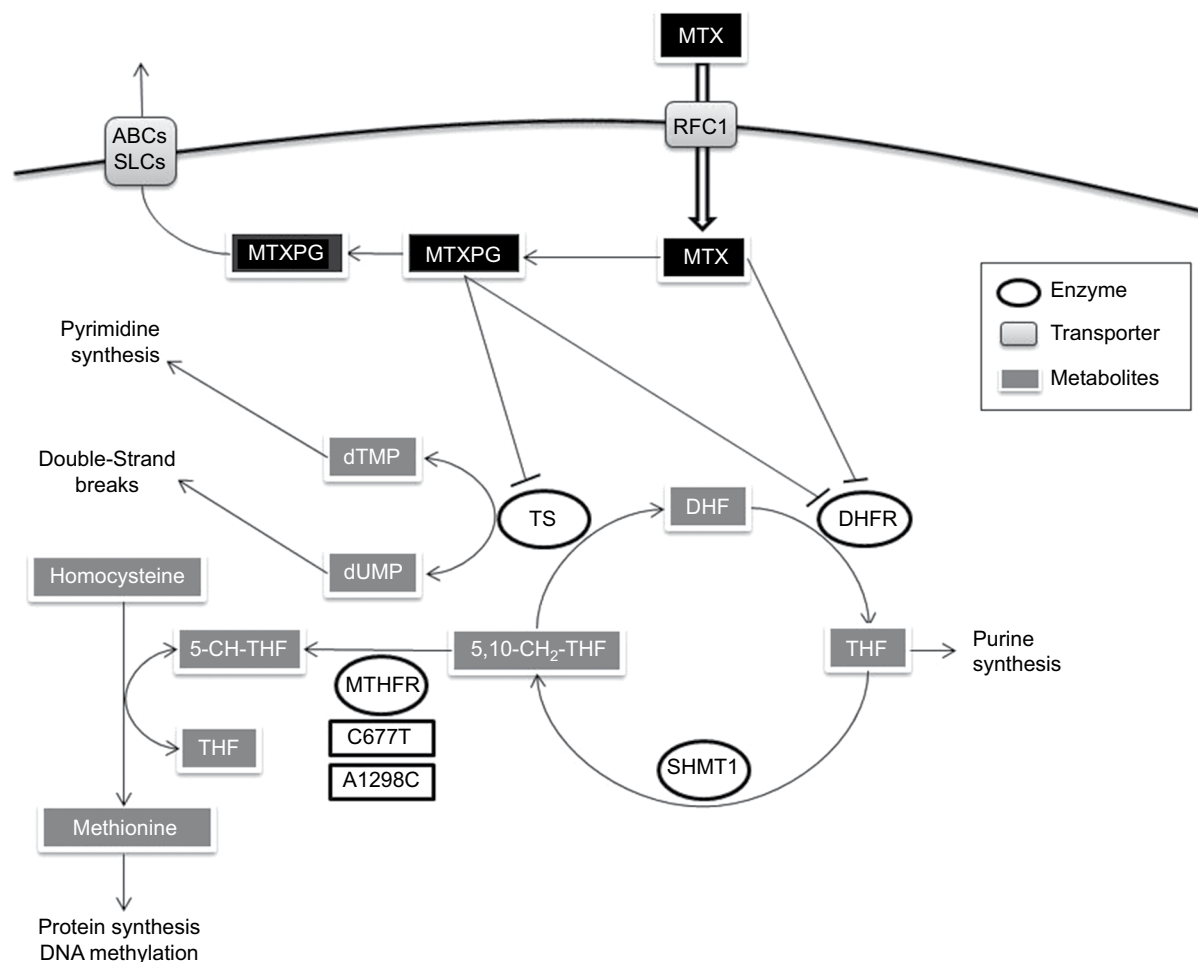 MTX
ABCs
SLCs
RFC1
MTXPG
MTXPG
MTX
Enzyme
Transporter
Metabolites
Pyrimidine
synthesis
dTMP
Double-Strand
breaks
TS
DHF
DHFR
dUMP
Homocysteine
5-CH-THF
5,10-CH₂-THF
THF
Purine
synthesis
MTHFR
C677T
A1298C
THF
SHMT1
Methionine
Protein synthesis
DNA methylation